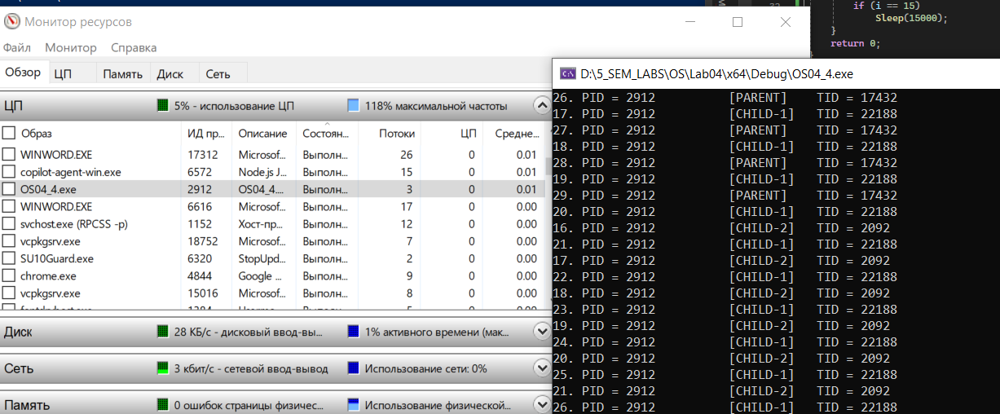 Монитор ресурсов
Файл Монитор Справка
Обзор ЦП Память Диск Сеть
ЦП 5% - использование ЦП 118% максимальной частоты
Образ ИД пр... Описание Состоян... Потоки ЦП Средне...
WINWORD.EXE 17312 Microsof... Выполн... 26 0 0.01
copilot-agent-win.exe 6572 Node.js J... Выполн... 15 0 0.01
OS04_4.exe 2912 OS04_4.... Выполн... 3 0 0.01
WINWORD.EXE 6616 Microsof... Выполн... 17 0 0.00
svchost.exe (RPCSS -p) 1152 Хост-пр... Выполн... 12 0 0.00
vcpkgsrv.exe 18752 Microsof... Выполн... 7 0 0.00
SU10Guard.exe 6320 StopUpd... Выполн... 2 0 0.00
chrome.exe 4844 Google ... Выполн... 9 0 0.00
vcpkgsrv.exe 15016 Microsof... Выполн... 8 0 0.00
Диск 28 КБ/с - дисковый ввод-вы... 1% активного времени (мак...
Сеть 3 кбит/с - сетевой ввод-вывод Использование сети: 0%
Память 0 ошибок страницы физичес... Использование физической...
if (i == 15)
Sleep(15000);
}
return 0;
D:\5_SEM_LABS\OS\Lab04\x64\Debug\OS04_4.exe
26. PID = 2912 [PARENT] TID = 17432
17. PID = 2912 [CHILD-1] TID = 22188
27. PID = 2912 [PARENT] TID = 17432
18. PID = 2912 [CHILD-1] TID = 22188
28. PID = 2912 [PARENT] TID = 17432
19. PID = 2912 [CHILD-1] TID = 22188
29. PID = 2912 [PARENT] TID = 17432
20. PID = 2912 [CHILD-1] TID = 22188
16. PID = 2912 [CHILD-2] TID = 2092
21. PID = 2912 [CHILD-1] TID = 22188
17. PID = 2912 [CHILD-2] TID = 2092
22. PID = 2912 [CHILD-1] TID = 22188
18. PID = 2912 [CHILD-2] TID = 2092
23. PID = 2912 [CHILD-1] TID = 22188
19. PID = 2912 [CHILD-2] TID = 2092
24. PID = 2912 [CHILD-1] TID = 22188
20. PID = 2912 [CHILD-2] TID = 2092
25. PID = 2912 [CHILD-1] TID = 22188
21. PID = 2912 [CHILD-2] TID = 2092
26. PID = 2912 [CHILD-1] TID = 22188